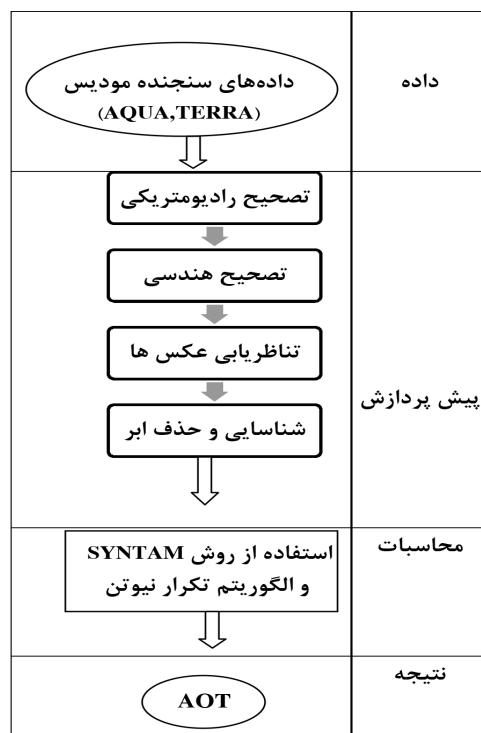 داده
داده‌های سنجنده مودیس
(AQUA,TERRA)
پیش پردازش
تصحیح رادیومتریکی
تصحیح هندسی
تناظریابی عکس ها
شناسایی و حذف ابر
محاسبات
استفاده از روش SYNTAM
و الگوریتم تکرار نیوتن
نتیجه
AOT